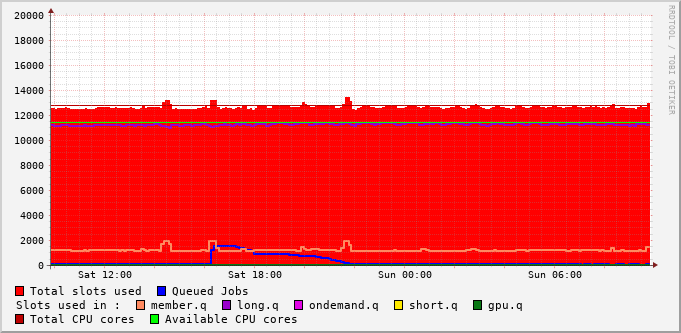 20000
18000
16000
14000
12000
10000
8000
6000
4000
2000
0
Sat 12:00 Sat 18:00 Sun 00:00 Sun 06:00
RRDTOOL / TOBI OETIKER
Total slots used Queued Jobs
Slots used in : member.q long.q ondemand.q short.q gpu.q
Total CPU cores Available CPU cores